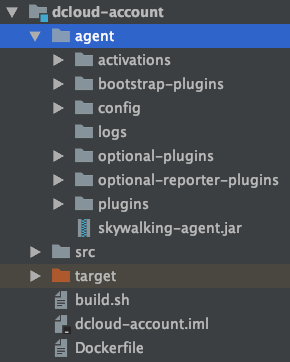 dcloud-account
agent
activations
bootstrap-plugins
config
logs
optional-plugins
optional-reporter-plugins
plugins
skywalking-agent.jar
src
target
build.sh
dcloud-account.iml
Dockerfile